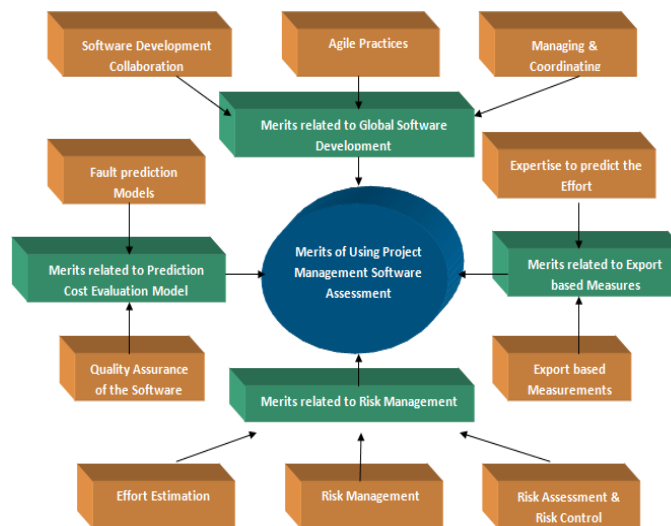 Software Development
Collaboration
Agile Practices
Managing &
Coordinating
Merits related to Global Software
Development
Fault prediction
Models
Expertise to predict the
Effort
Merits of Using Project
Management Software
Assessment
Merits related to Prediction
Cost Evaluation Model
Merits related to Export
based Measures
Quality Assurance
of the Software
Export based
Measurements
Merits related to Risk Management
Effort Estimation
Risk Management
Risk Assessment &
Risk Control